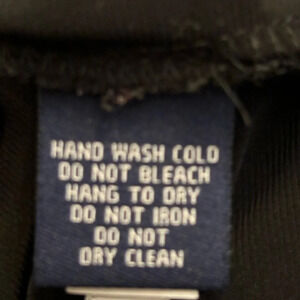 HAND WASH COLD
DO NOT BLEACH
HANG TO DRY
DO NOT IRON
DO NOT
DRY CLEAN